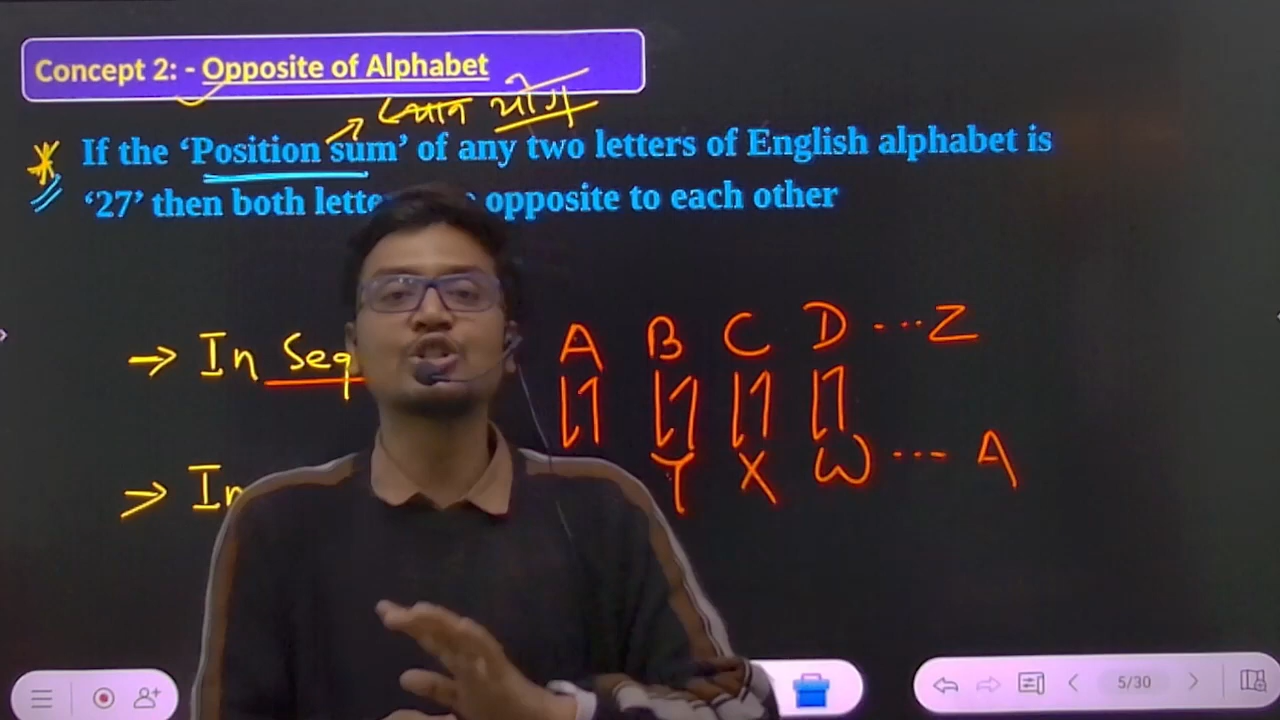 Concept 2: - Opposite of Alphabet
स्थान योग
If the ‘Position sum’ of any two letters of English alphabet is
‘27’ then both lette opposite to each other
→ In Seq A B C D ... Z
→ In Y X W ... A
5/30